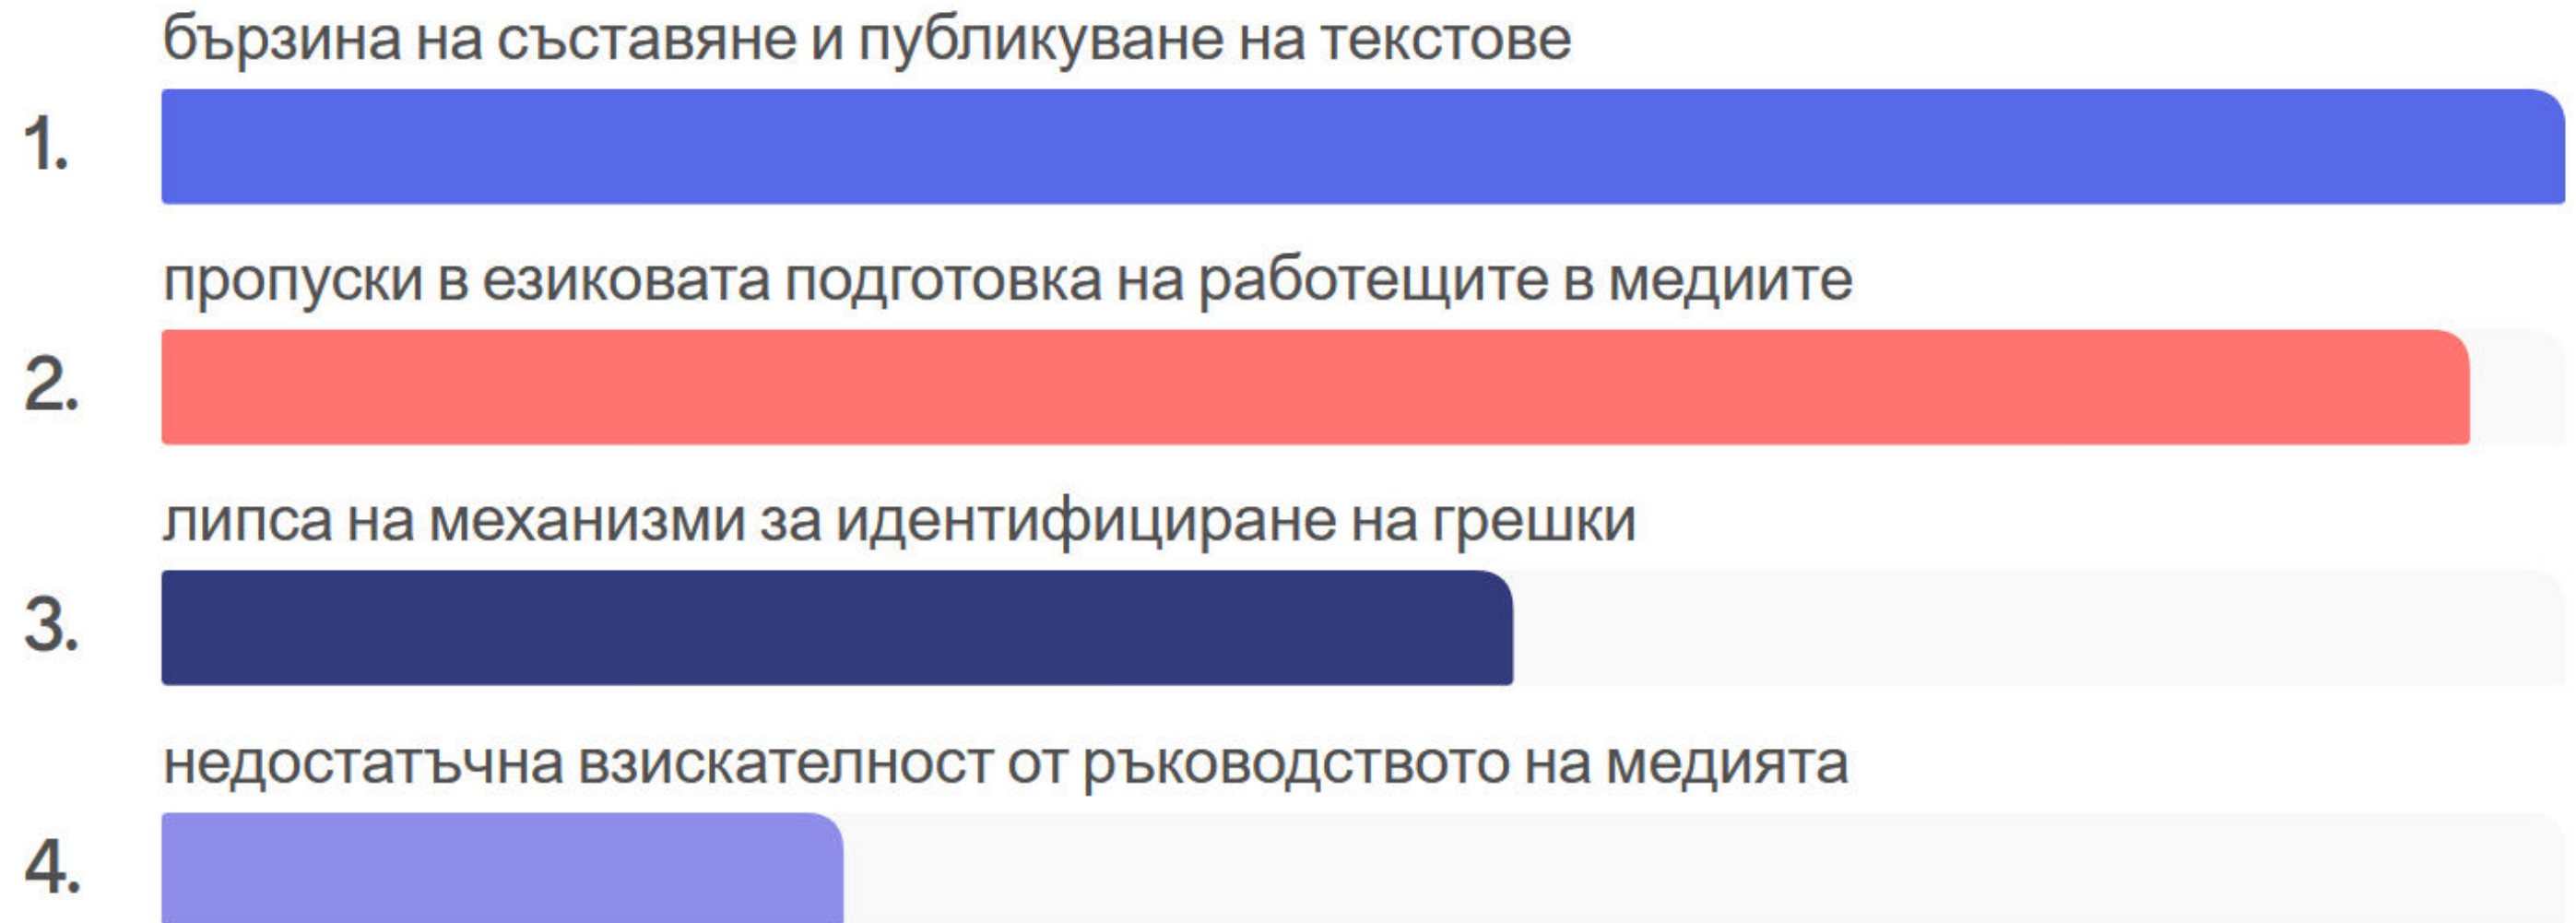 бързина на съставяне и публикуване на текстове
1.
пропуски в езиковата подготовка на работещите в медиите
2.
липса на механизми за идентифициране на грешки
3.
недостатъчна взискателност от ръководството на медията
4.